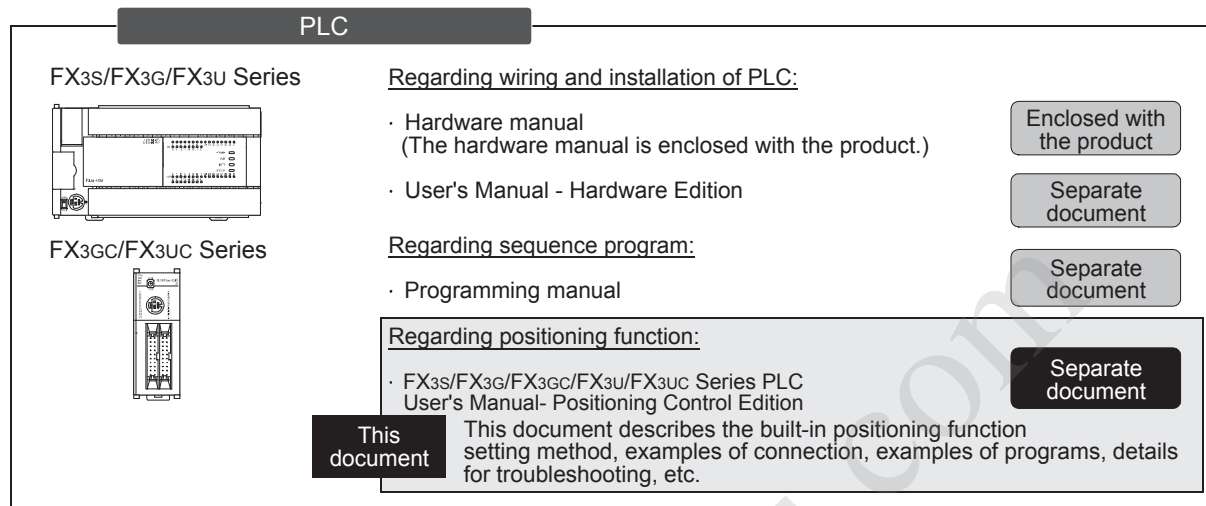 PLC
FX3S/FX3G/FX3U Series
Regarding wiring and installation of PLC:
· Hardware manual
(The hardware manual is enclosed with the product.)
Enclosed with
the product
· User's Manual - Hardware Edition
Separate
document
FX3GC/FX3UC Series
Regarding sequence program:
· Programming manual
Separate
document
Regarding positioning function:
· FX3S/FX3G/FX3GC/FX3U/FX3UC Series PLC
User's Manual- Positioning Control Edition
Separate
document
This
document
This document describes the built-in positioning function
setting method, examples of connection, examples of programs, details
for troubleshooting, etc.
com